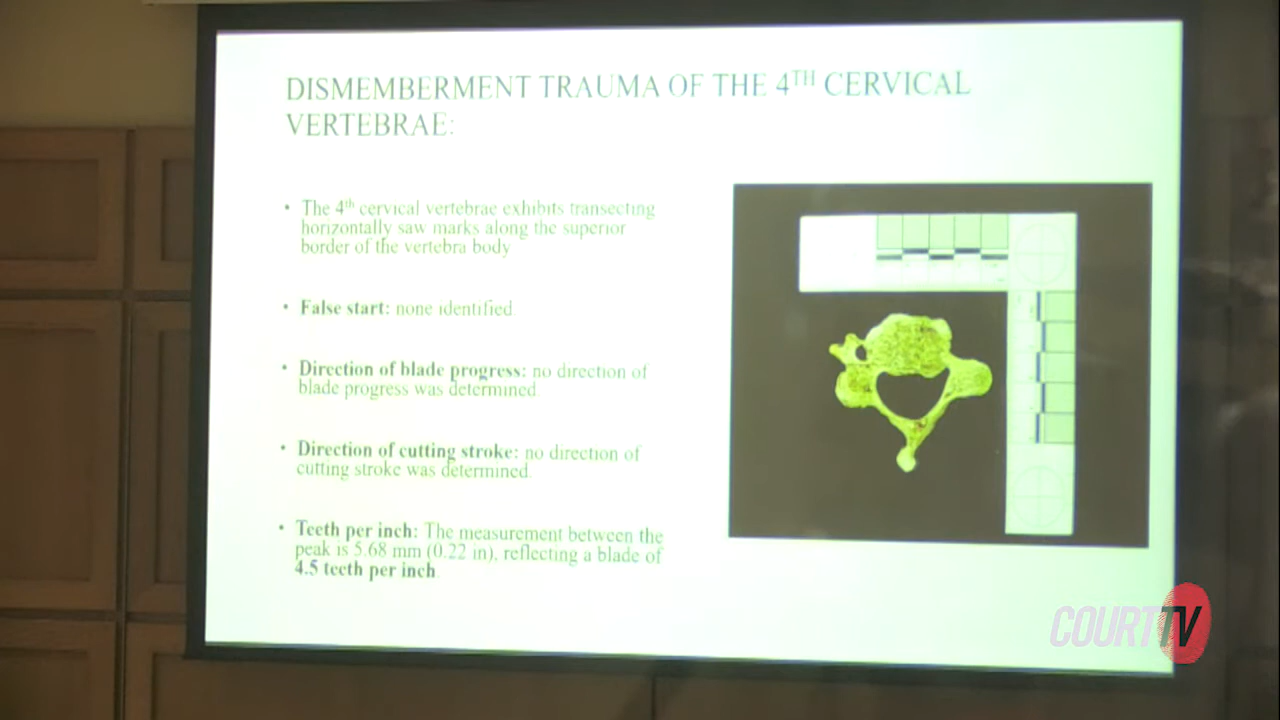 DISMEMBERMENT TRAUMA OF THE 4TH CERVICAL
VERTEBRAE:
• The 4th cervical vertebrae exhibits transecting
horizontally saw marks along the superior
border of the vertebra body
• False start: none identified.
• Direction of blade progress: no direction of
blade progress was determined
• Direction of cutting stroke: no direction of
cutting stroke was determined.
• Teeth per inch: The measurement between the
peak is 5.68 mm (0.22 in), reflecting a blade of
4.5 teeth per inch
COURT TV